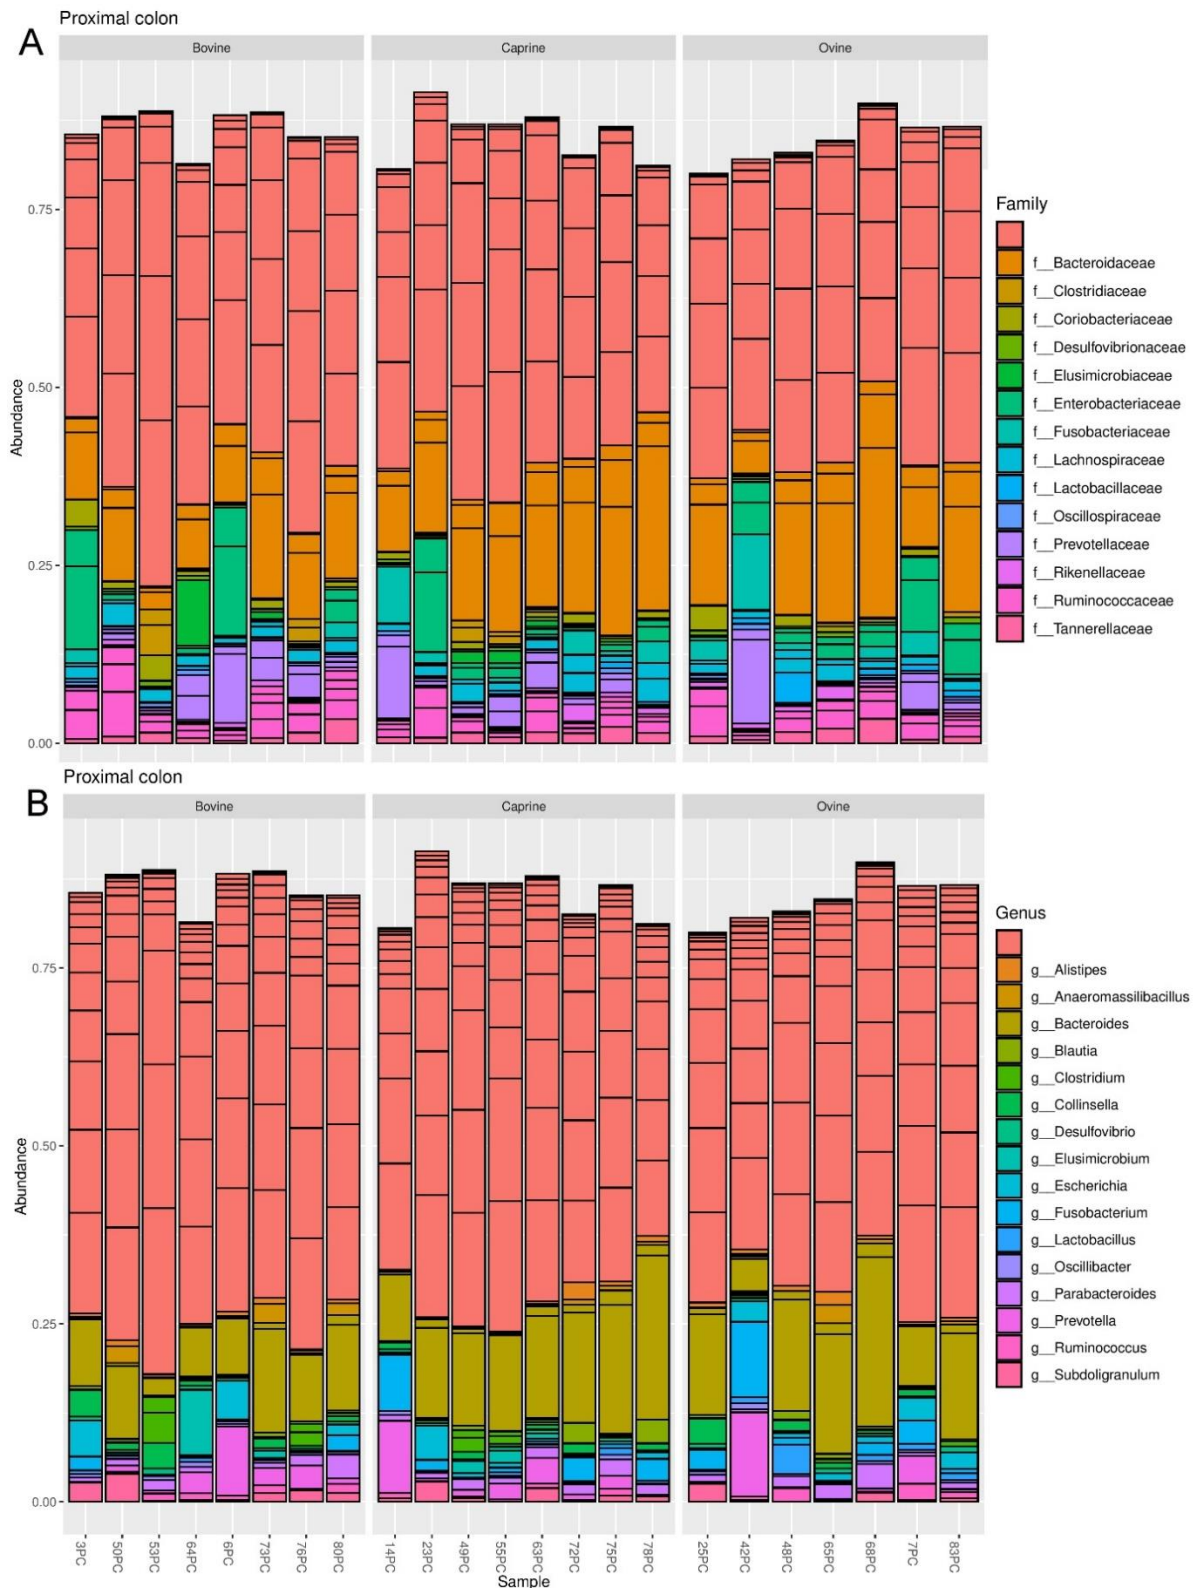 Proximal colon
A
Bovine
Caprine
Ovine
Abundance
0.75
0.50
0.25
0.00
Family
f__Bacteroidaceae
f__Clostridiaceae
f__Coriobacteriaceae
f__Desulfovibrionaceae
f__Elusimicrobiaceae
f__Enterobacteriaceae
f__Fusobacteriaceae
f__Lachnospiraceae
f__Lactobacillaceae
f__Oscillospiraceae
f__Prevotellaceae
f__Rikenellaceae
f__Ruminococcaceae
f__Tannerellaceae
Proximal colon
B
Bovine
Caprine
Ovine
Abundance
0.75
0.50
0.25
0.00
Genus
g__Alistipes
g__Anaeromassilibacillus
g__Bacteroides
g__Blautia
g__Clostridium
g__Collinsella
g__Desulfovibrio
g__Elusimicrobium
g__Escherichia
g__Fusobacterium
g__Lactobacillus
g__Oscillibacter
g__Parabacteroides
g__Prevotella
g__Ruminococcus
g__Subdoligranulum
3PC
50PC
53PC
64PC
6PC
73PC
76PC
80PC
14PC
23PC
49PC
55PC
63PC
72PC
75PC
78PC
25PC
42PC
48PC
65PC
68PC
7PC
83PC
Sample